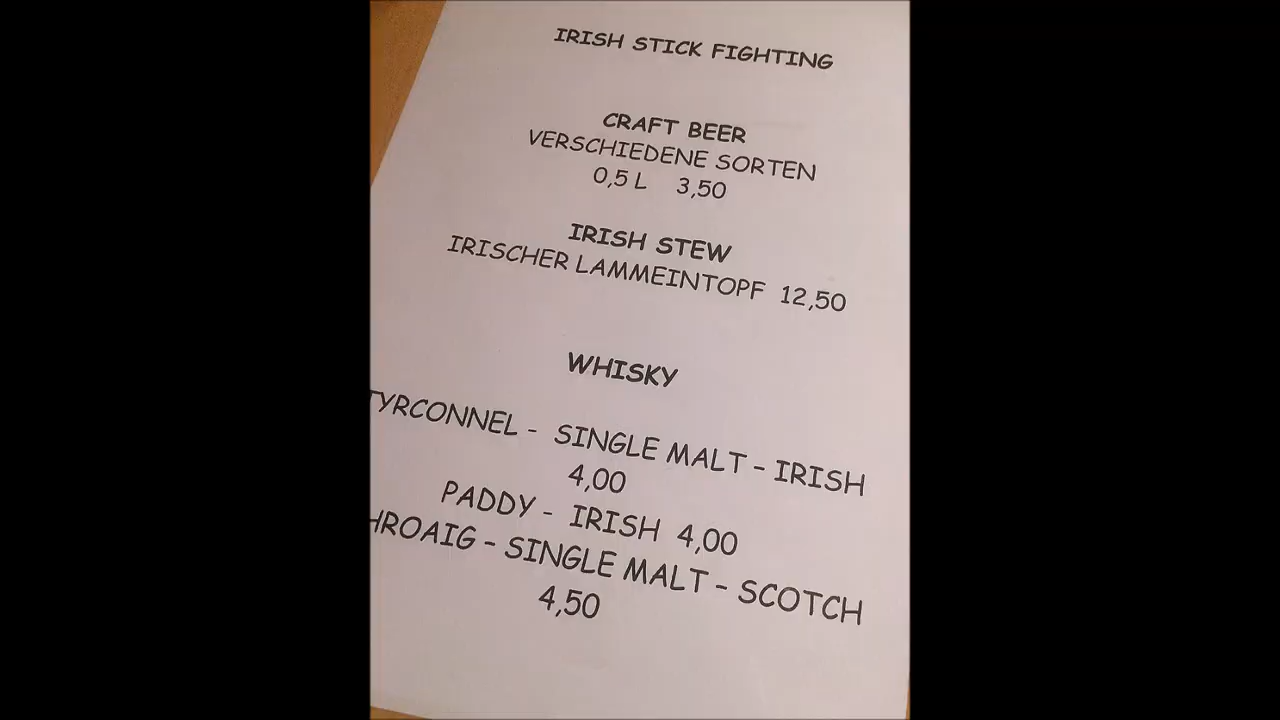 IRISH STICK FIGHTING
CRAFT BEER
VERSCHIEDENE SORTEN
0,5 L 3,50
IRISH STEW
IRISCHER LAMMEINTOPF 12,50
WHISKY
TYRCONNEL - SINGLE MALT - IRISH
4,00
PADDY - IRISH 4,00
HROAIG - SINGLE MALT - SCOTCH
4,50